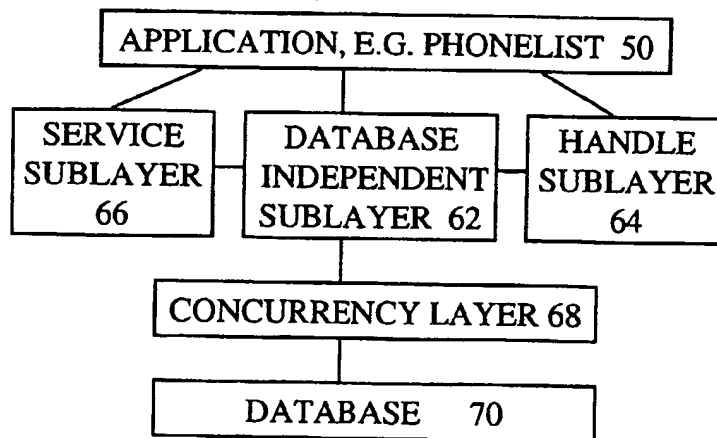 APPLICATION, E.G. PHONELIST 50
SERVICE
SUBLAYER
66
DATABASE
INDEPENDENT
SUBLAYER 62
HANDLE
SUBLAYER
64
CONCURRENCY LAYER 68
DATABASE 70